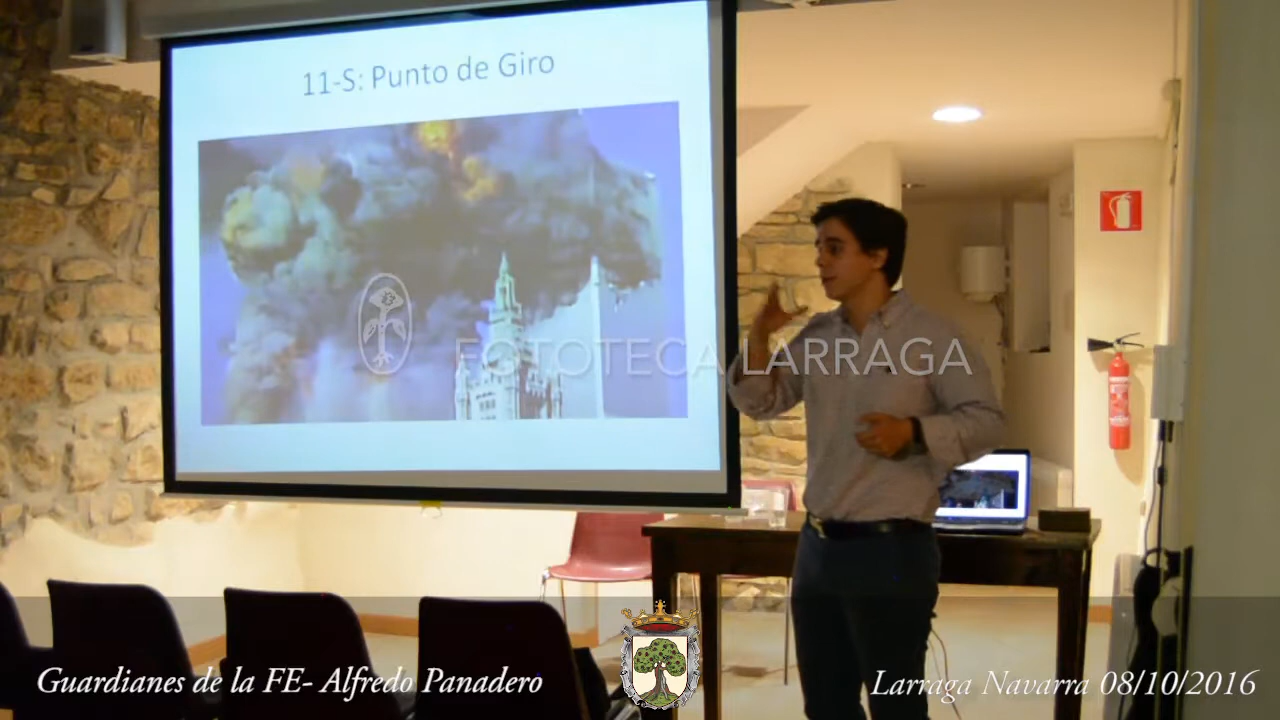 11-S: Punto de Giro
FOTOTECA LARRAGA
Guardianes de la FE- Alfredo Panadero
Larraga Navarra 08/10/2016